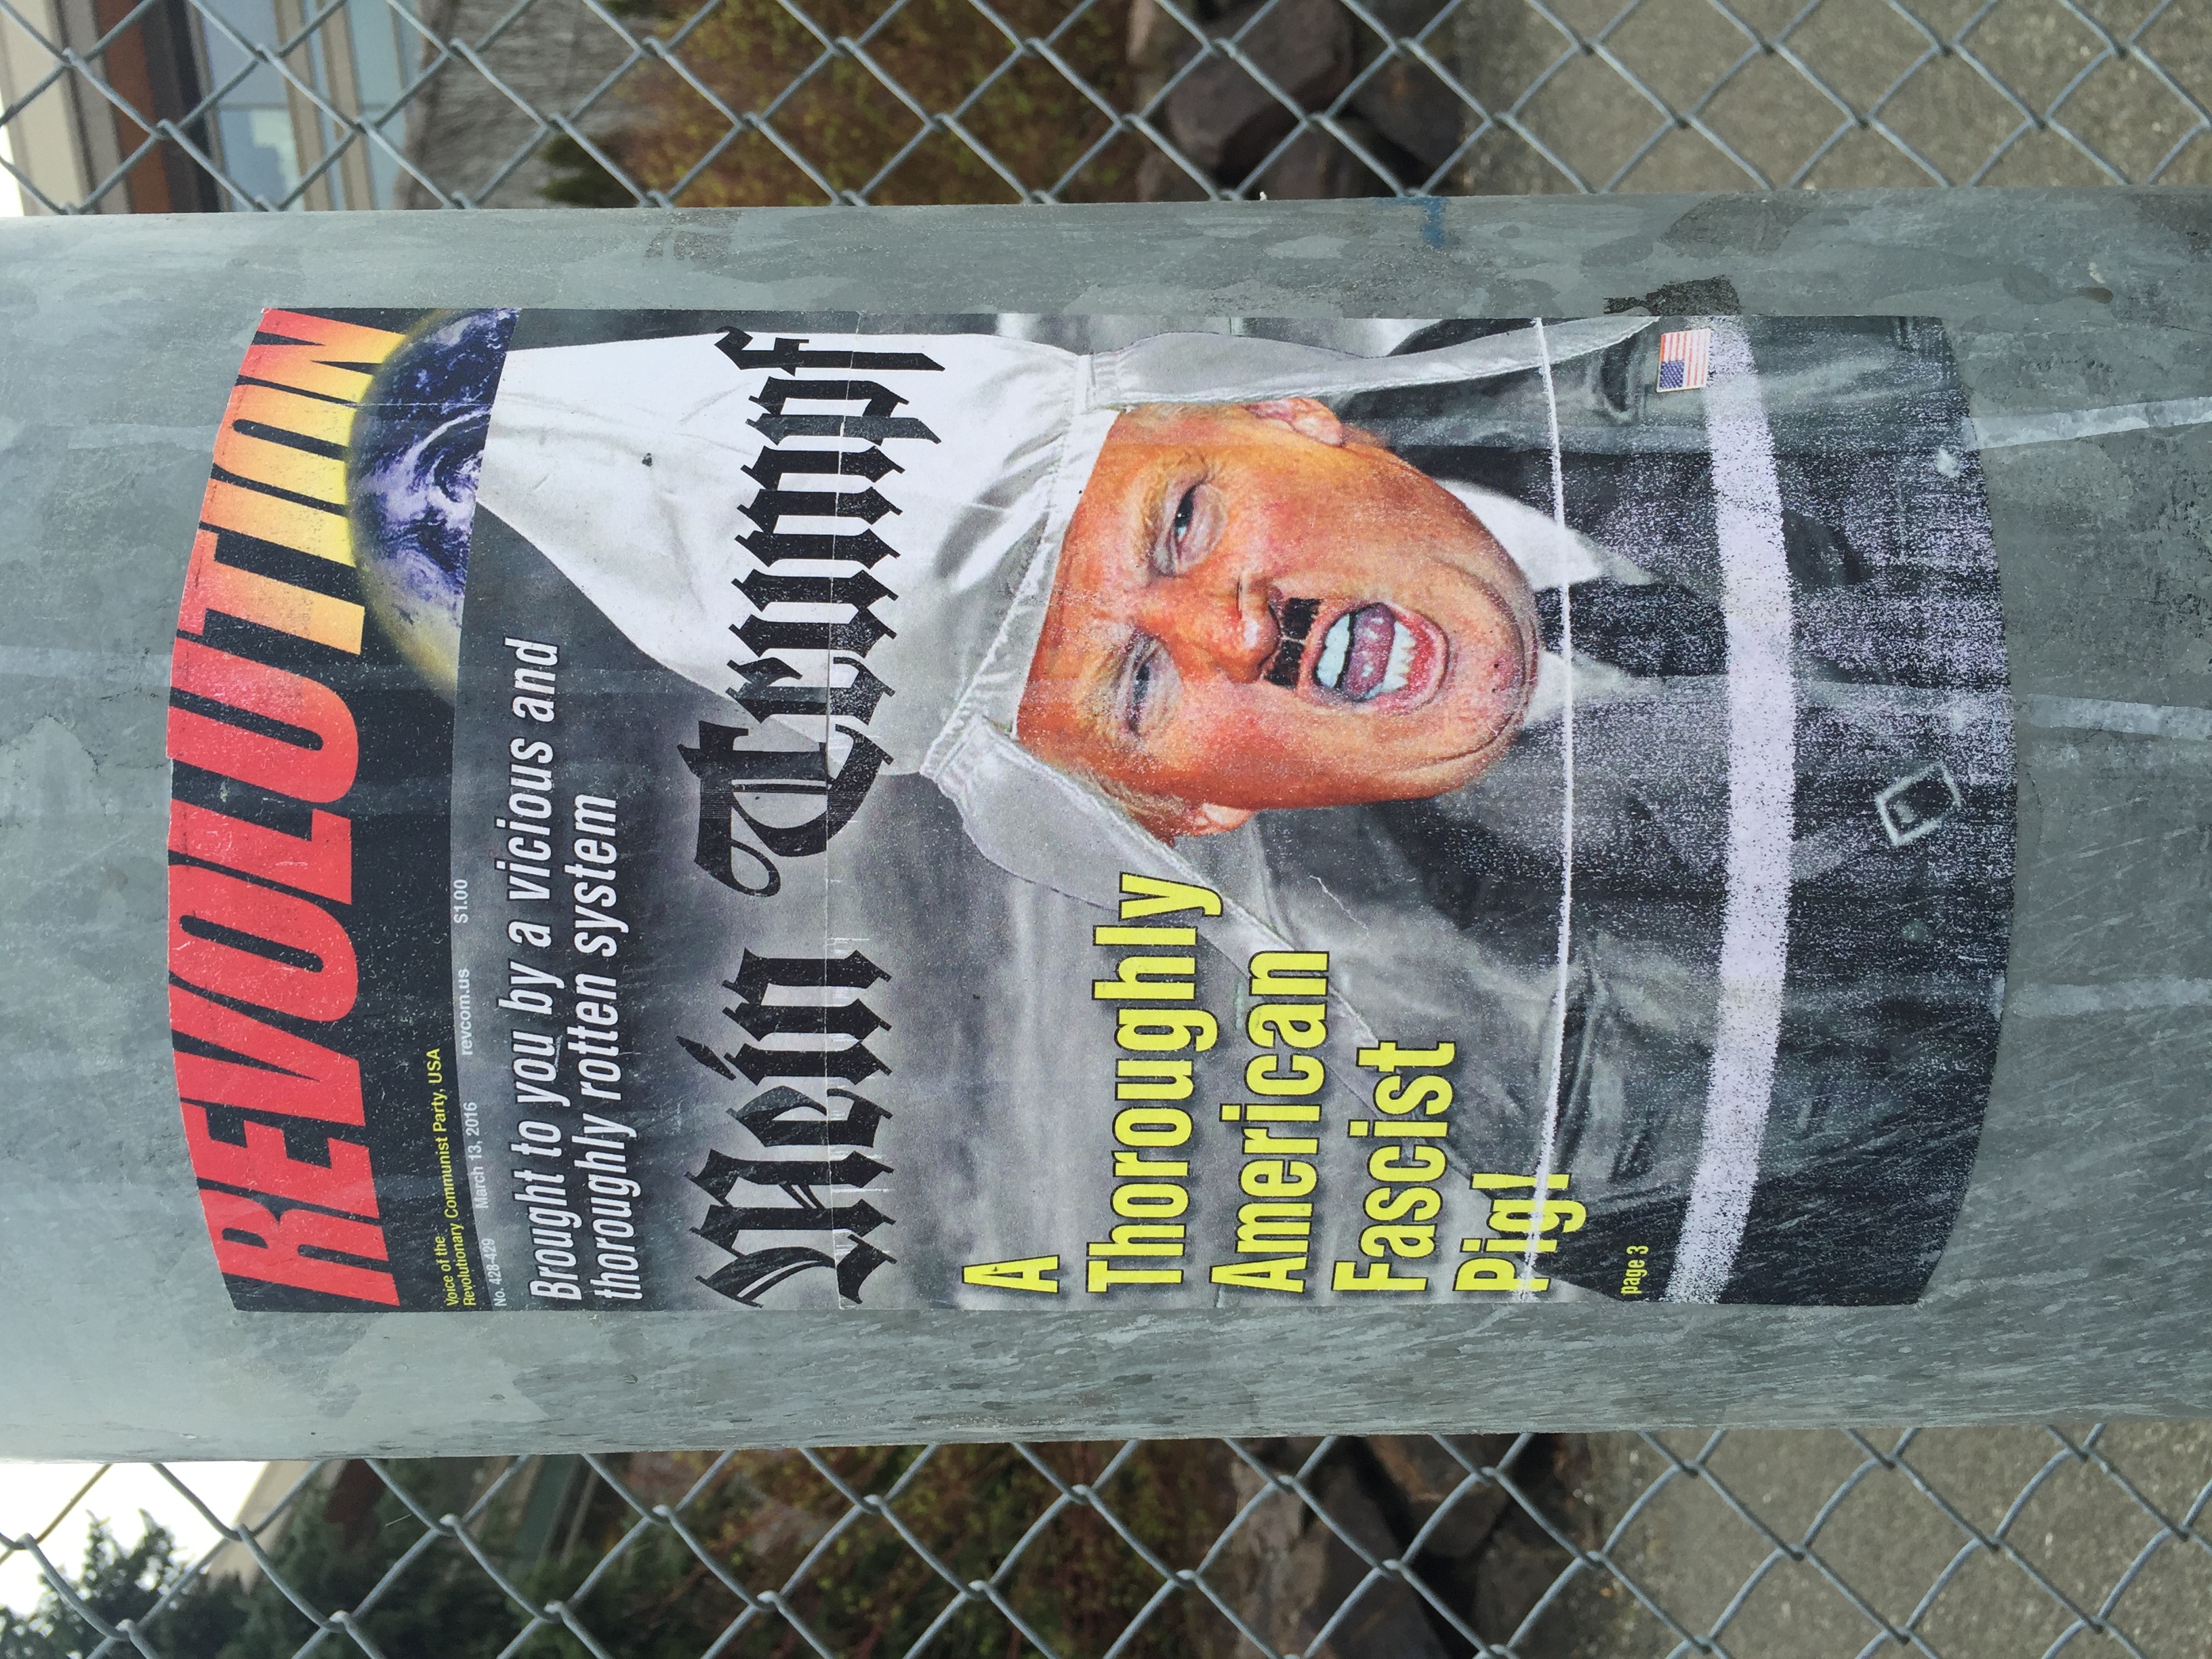 REVOLUTION
Voice of the
Revolutionary Communist Party, USA
No. 428-429 March 13, 2016 revcom.us $1.00
Brought to you by a vicious and
thoroughly rotten system
Mein Trumpf
A
Thoroughly
American
Fascist
Pig!
page 3